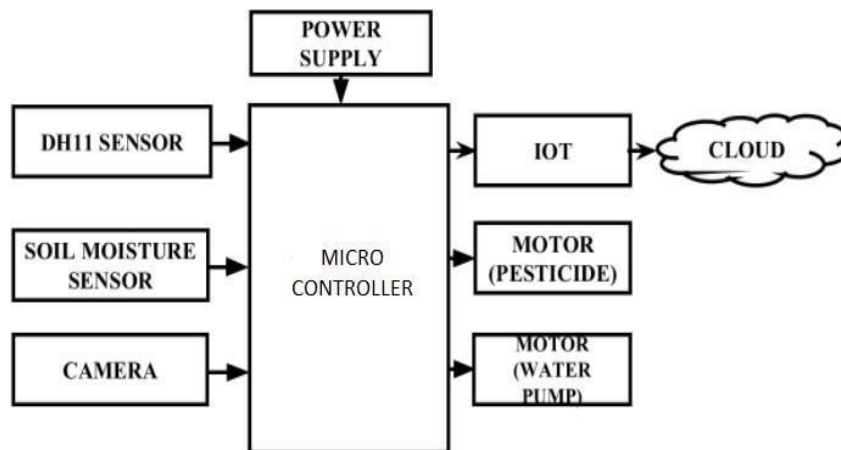 POWER
SUPPLY
DH11 SENSOR
IOT
CLOUD
SOIL MOISTURE
SENSOR
MICRO
CONTROLLER
MOTOR
(PESTICIDE)
CAMERA
MOTOR
(WATER
PUMP)